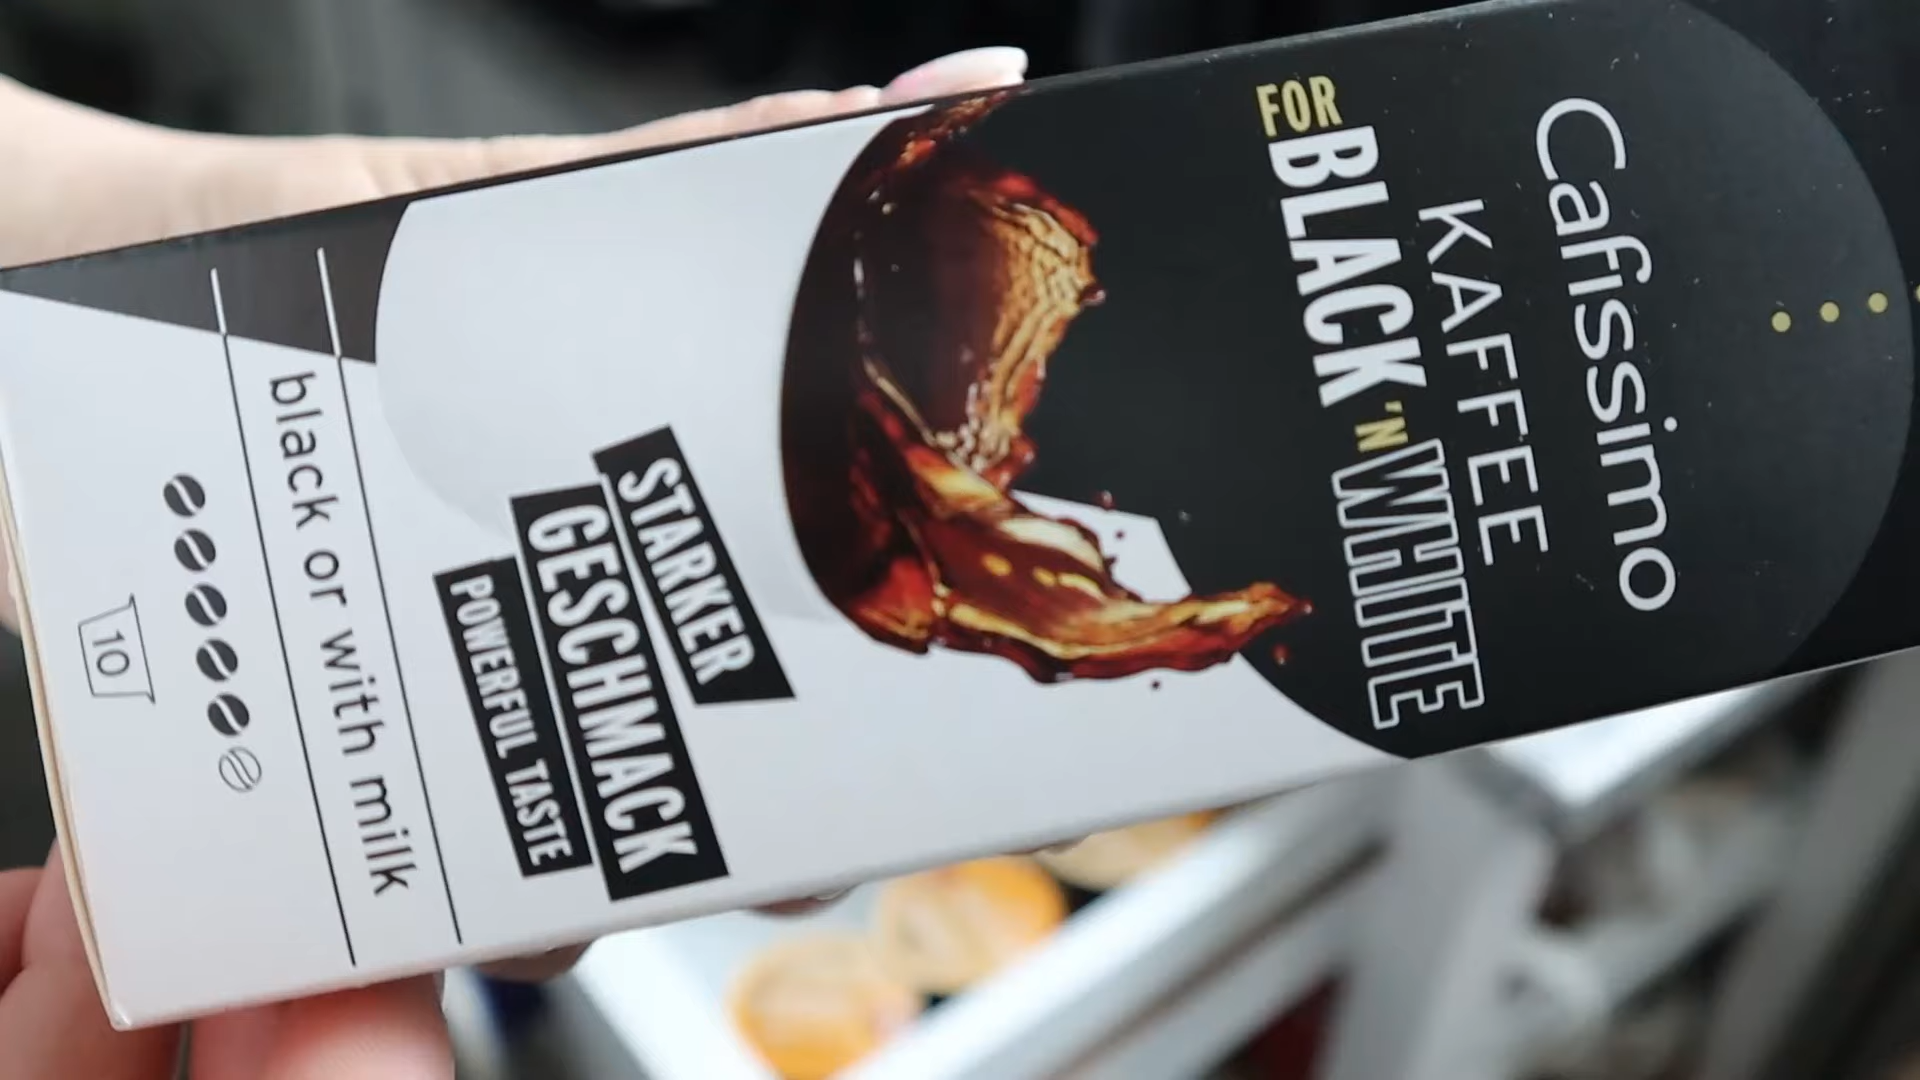 Cafissimo
KAFFEE
FOR
BLACK 'N WHITE
STARKER
GESCHMACK
POWERFUL TASTE
black or with milk
10